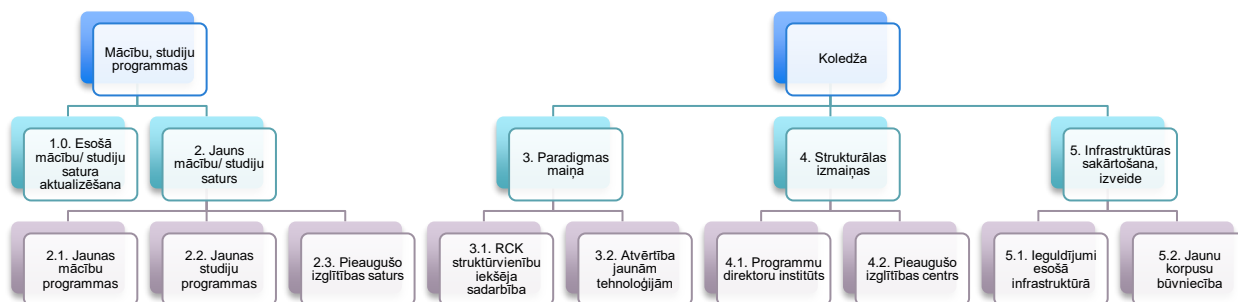 Mācību, studiju
programmas
Koledža
1.0. Esošā
mācību/ studiju
satura
aktualizēšana
2. Jauns
mācību/ studiju
saturs
3. Paradigmas
maiņa
4. Strukturālas
izmaiņas
5. Infrastruktūras
sakārtošana,
izveide
2.1. Jaunas
mācību
programmas
2.2. Jaunas
studiju
programmas
2.3. Pieaugušo
izglītības saturs
3.1. RCK
struktūrvienību
iekšēja
sadarbība
3.2. Atvērtība
jaunām
tehnoloģijām
4.1. Programmu
direktoru institūts
4.2. Pieaugušo
izglītības centrs
5.1. Ieguldījumi
esošā
infrastruktūrā
5.2. Jaunu
korpusu
būvniecība